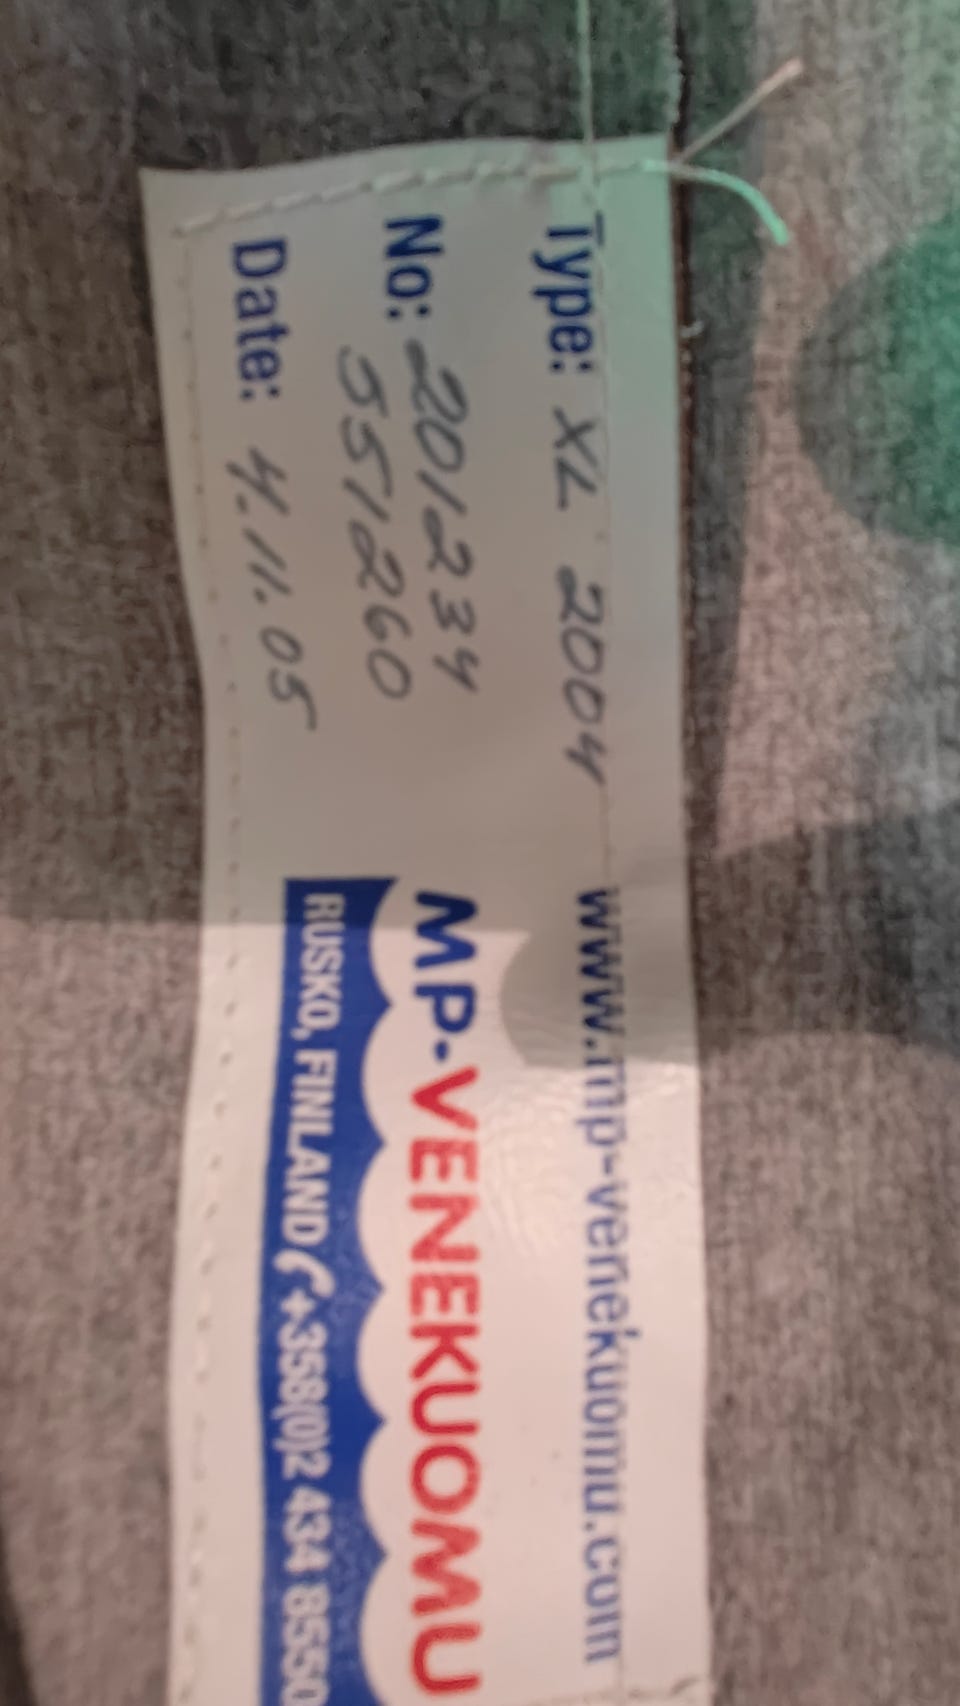 Type: XL 2004
No: 201234
551260
Date: 4.11.05
www.mp-venekuomu.com
MP-VENEKUOMU
RUSKO, FINLAND +358(0)2 434 8550